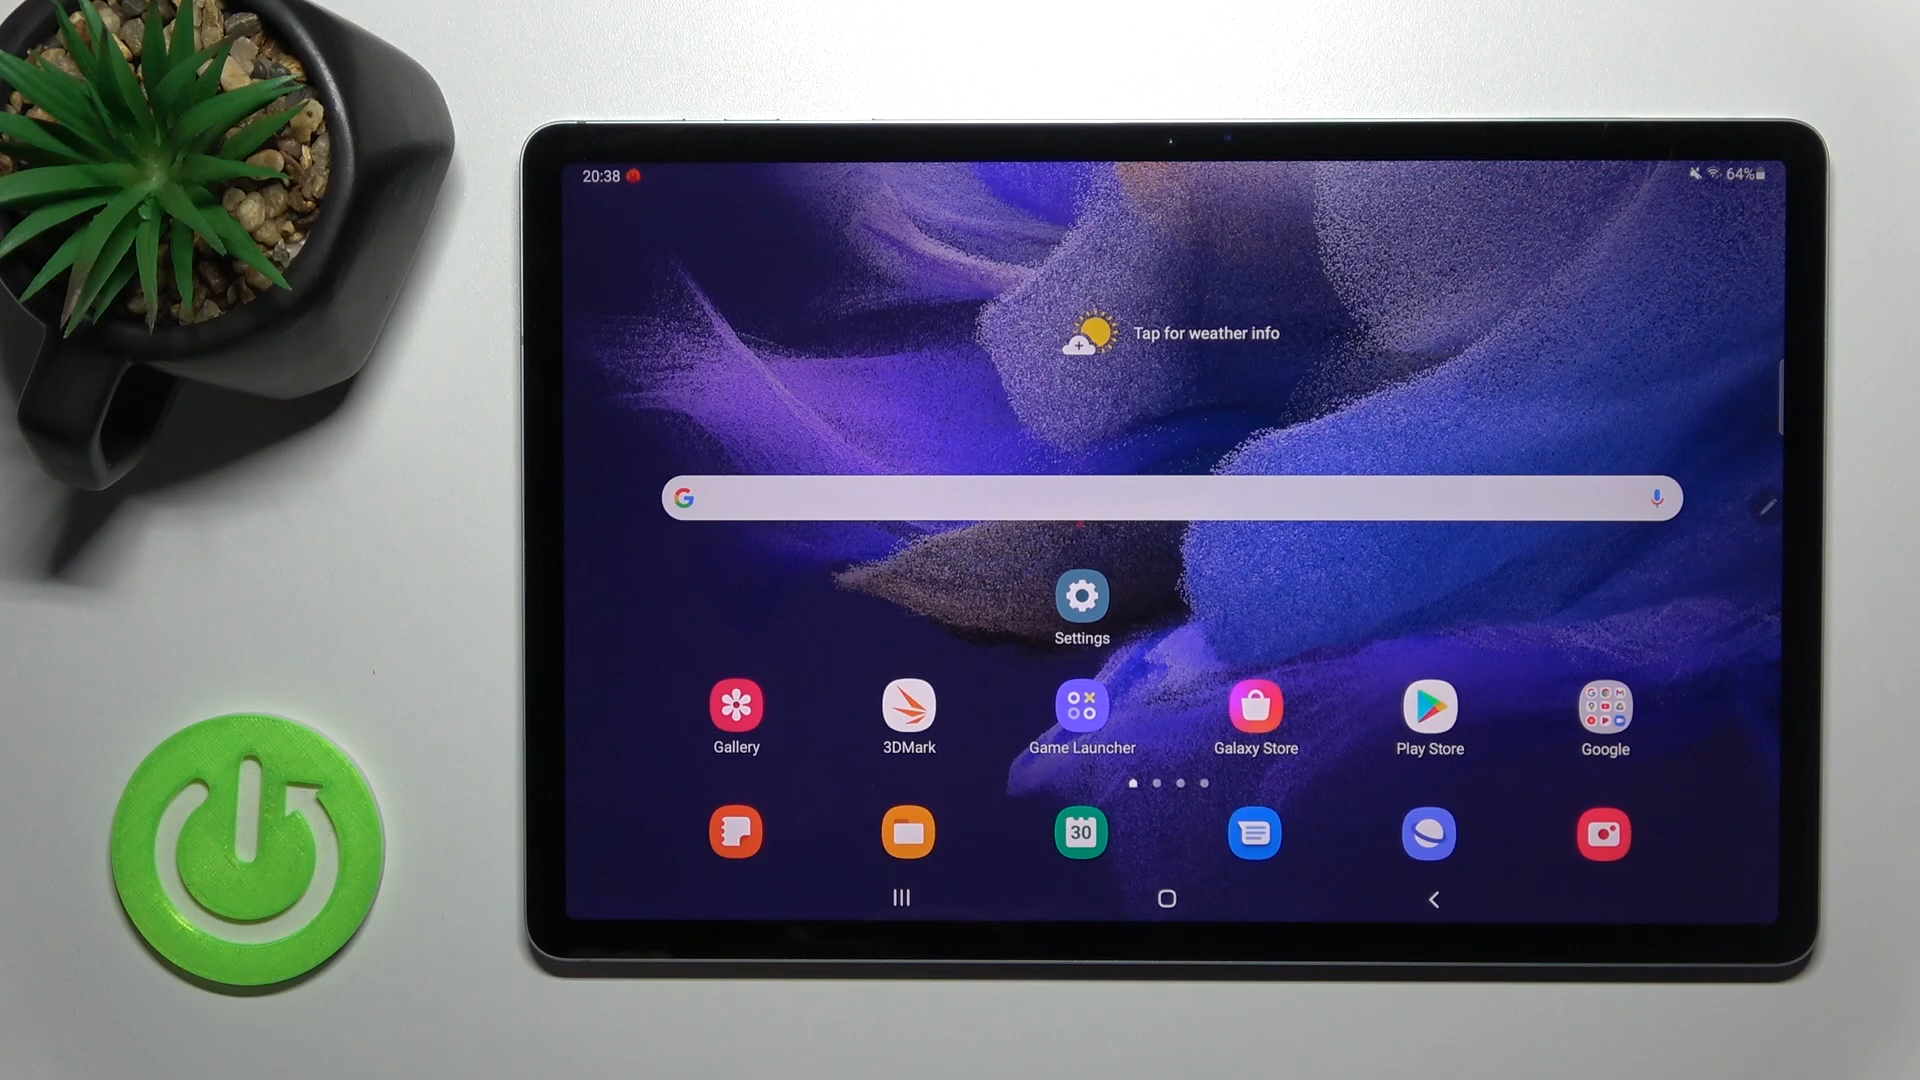 20:38
64%
Tap for weather info
G
Settings
Gallery
3DMark
Game Launcher
Galaxy Store
Play Store
Google
30